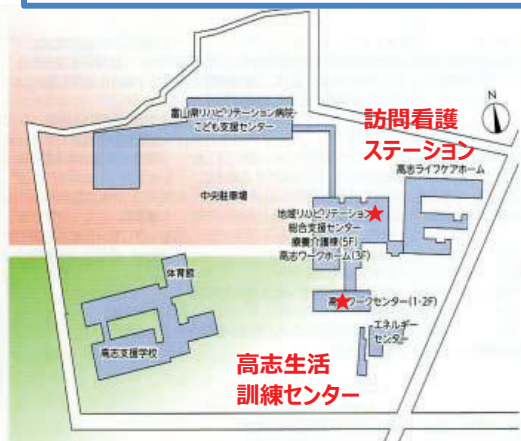 富山県リハビリテーション病院・
こども支援センター
N
訪問看護
ステーション
高志ライフケアホーム
中央駐車場
地域リハビリテーション
総合支援センター
療養介護棟(5F)
高志ワークホーム(3F)
体育館
高志ワークセンター(1・2F)
エネルギー
センター
高志支援学校
高志生活
訓練センター